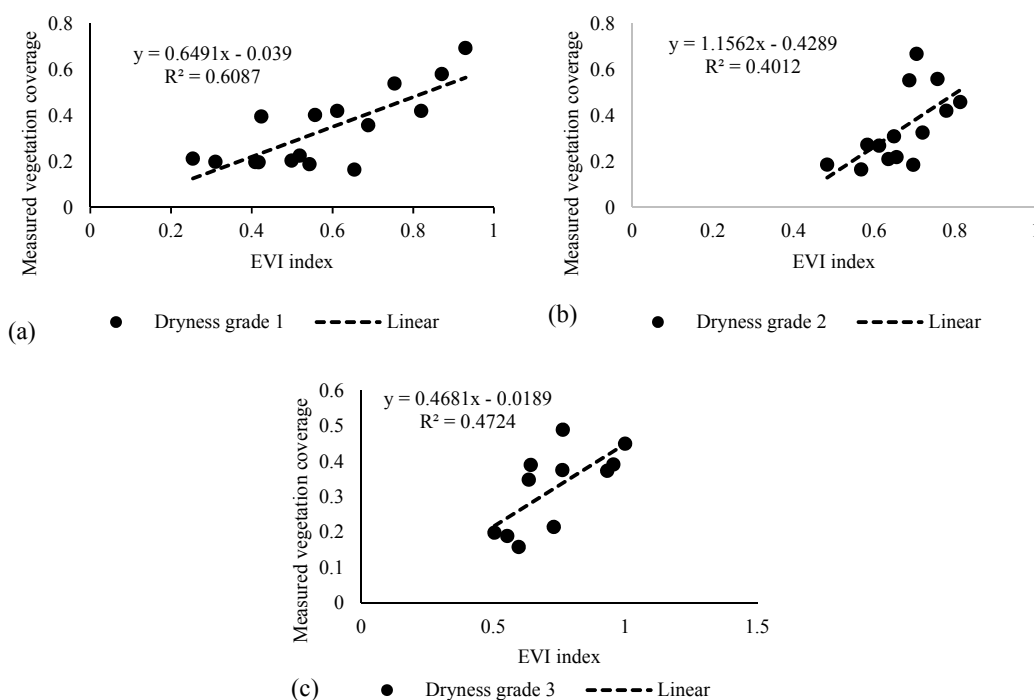 0.8
0.6
0.4
0.2
0
y = 0.6491x - 0.039
R² = 0.6087
Measured vegetation coverage
0 0.2 0.4 0.6 0.8 1
EVI index
(a)
Dryness grade 1 Linear
0.8
0.6
0.4
0.2
0
y = 1.1562x - 0.4289
R² = 0.4012
Measured vegetation coverage
0 0.2 0.4 0.6 0.8 1
EVI index
(b)
Dryness grade 2 Linear
0.6
0.5
0.4
0.3
0.2
0.1
0
y = 0.4681x - 0.0189
R² = 0.4724
Measured vegetation coverage
0 0.5 1 1.5
EVI index
(c)
Dryness grade 3 Linear